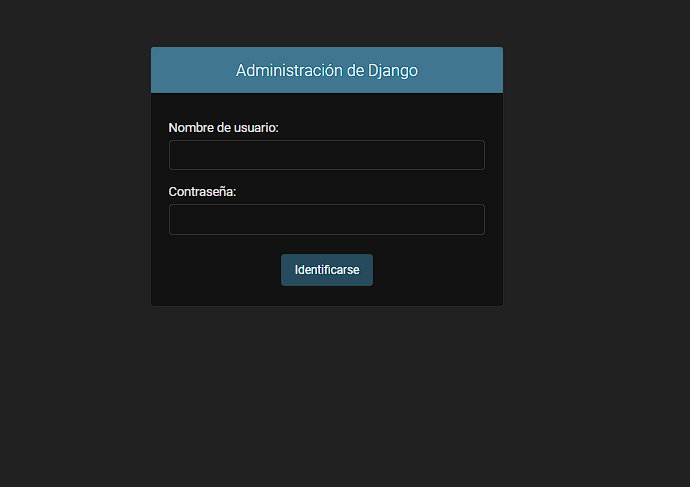 Administración de Django
Nombre de usuario:
Contraseña:
Identificarse